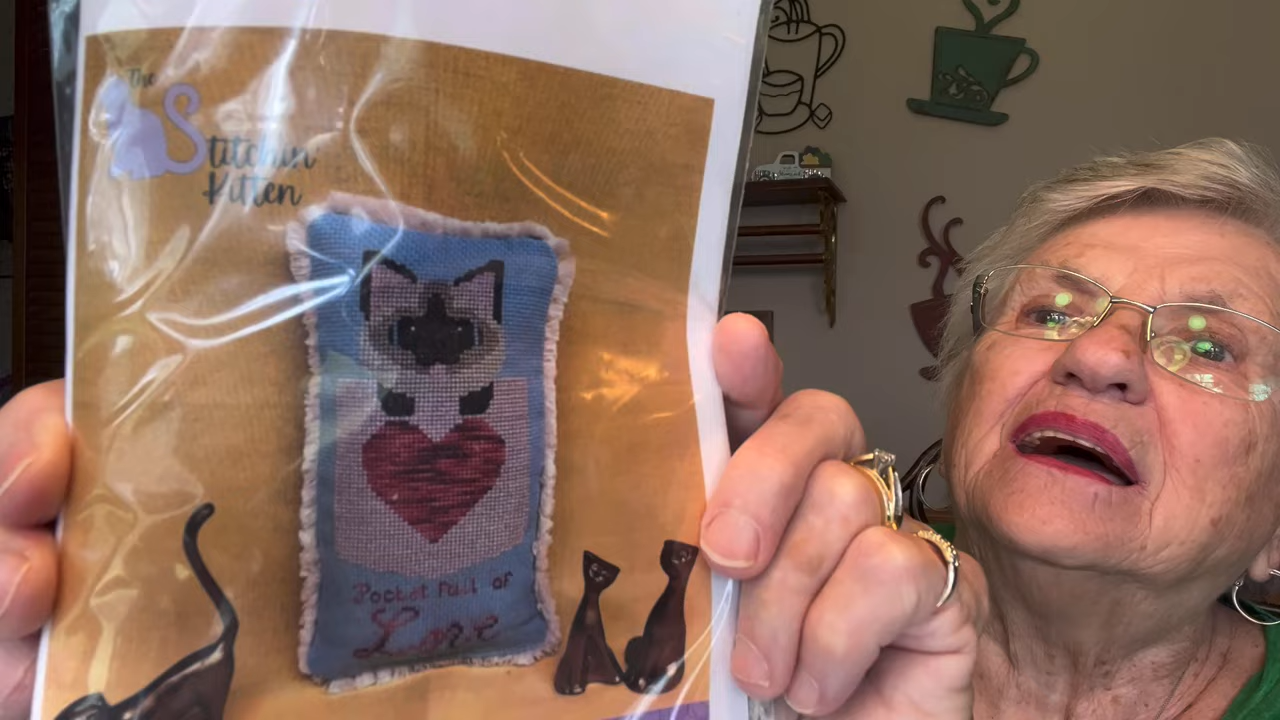 The
Stitchin
Kitten
Pocket Full of
Love